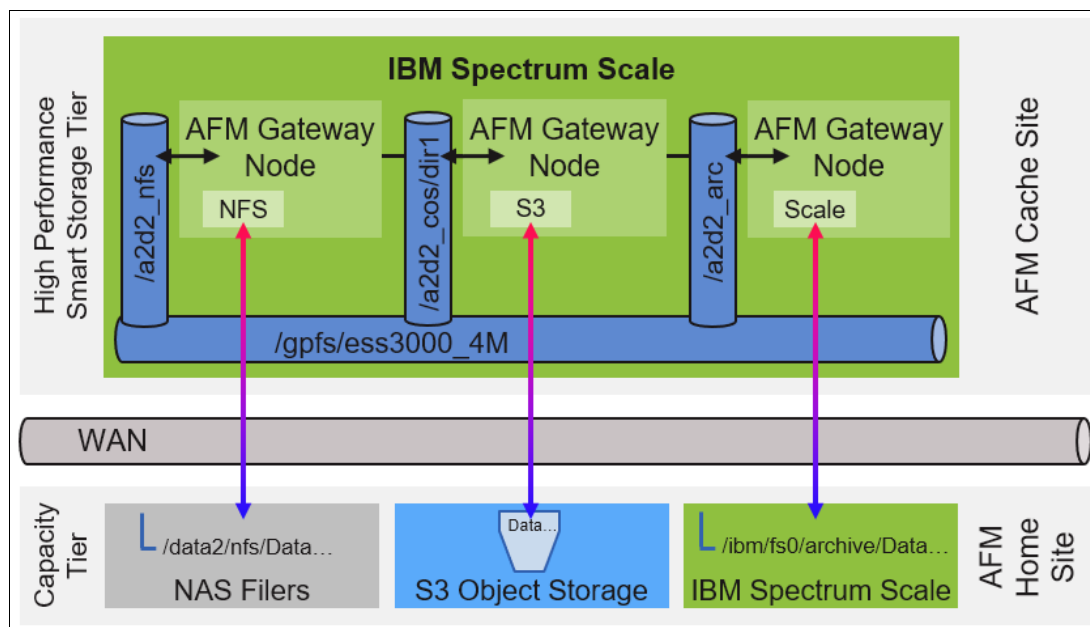 High Performance
Smart Storage Tier
IBM Spectrum Scale
/a2d2_nfs
AFM Gateway
Node
NFS
/a2d2_cos/dir1
AFM Gateway
Node
S3
/a2d2_arc
AFM Gateway
Node
Scale
/gpfs/ess3000_4M
AFM Cache Site
WAN
Capacity
Tier
/data2/nfs/Data...
NAS Filers
Data...
S3 Object Storage
/ibm/fs0/archive/Data...
IBM Spectrum Scale
AFM
Home
Site